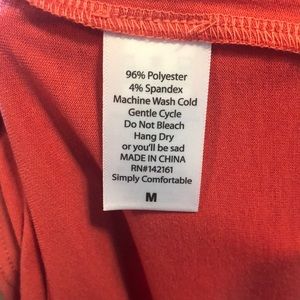 96% Polyester
4% Spandex
Machine Wash Cold
Gentle Cycle
Do Not Bleach
Hang Dry
or you'll be sad
MADE IN CHINA
RN#142161
Simply Comfortable
M